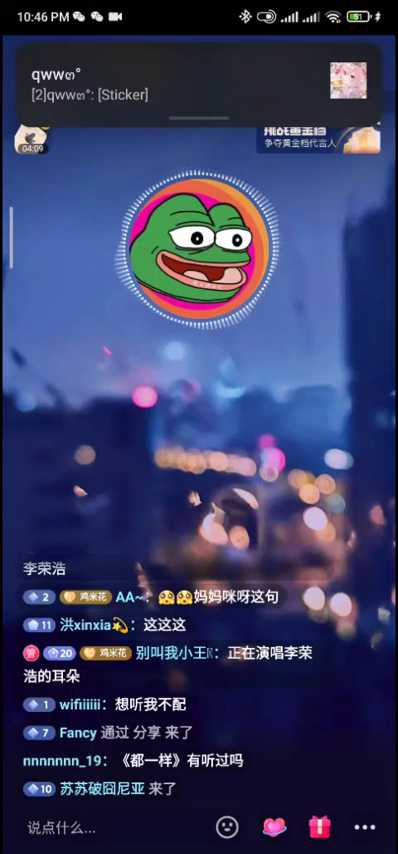 10:46 PM
51
qwwෆ°
[2]qwwෆ°: [Sticker]
04:09
挑战黄金档
争夺黄金档代言人
李荣浩
2 鸡米花 AA~: 🥺🥺妈妈咪呀这句
11 洪xinxia💫: 这这这
管 20 鸡米花 别叫我小王: 正在演唱李荣
浩的耳朵
1 wifiiiiii: 想听我不配
7 Fancy 通过 分享 来了
nnnnnnn_19: 《都一样》有听过吗
10 苏苏破囧尼亚 来了
说点什么...